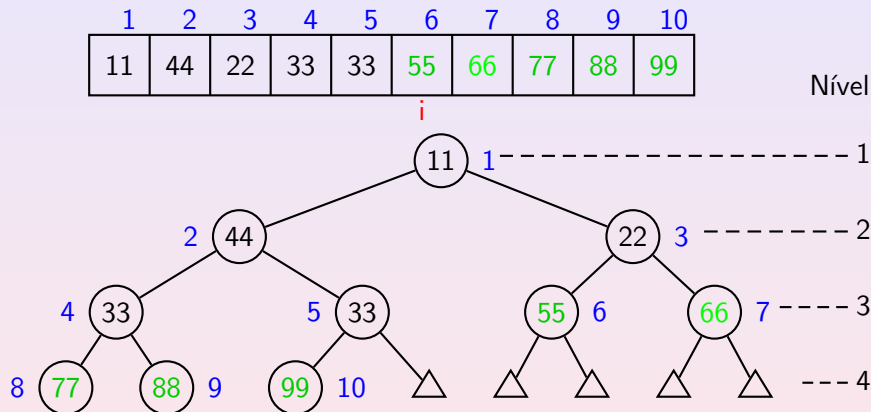 1 2 3 4 5 6 7 8 9 10
11 44 22 33 33 55 66 77 88 99
Nível
i
11 1 1
2 44 22 3 2
4 33 5 33 55 6 66 7 3
8 77 88 9 99 10 4